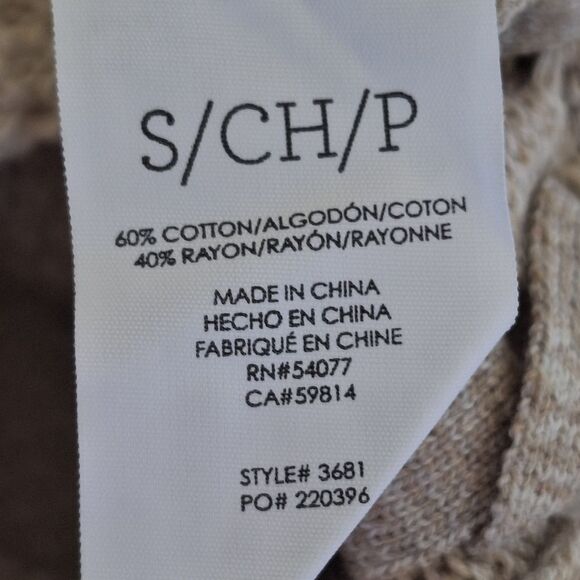 S/CH/P
60% COTTON/ALGODÓN/COTON
40% RAYON/RAYÓN/RAYONNE
MADE IN CHINA
HECHO EN CHINA
FABRIQUÉ EN CHINE
RN#54077
CA#59814
STYLE# 3681
PO# 220396